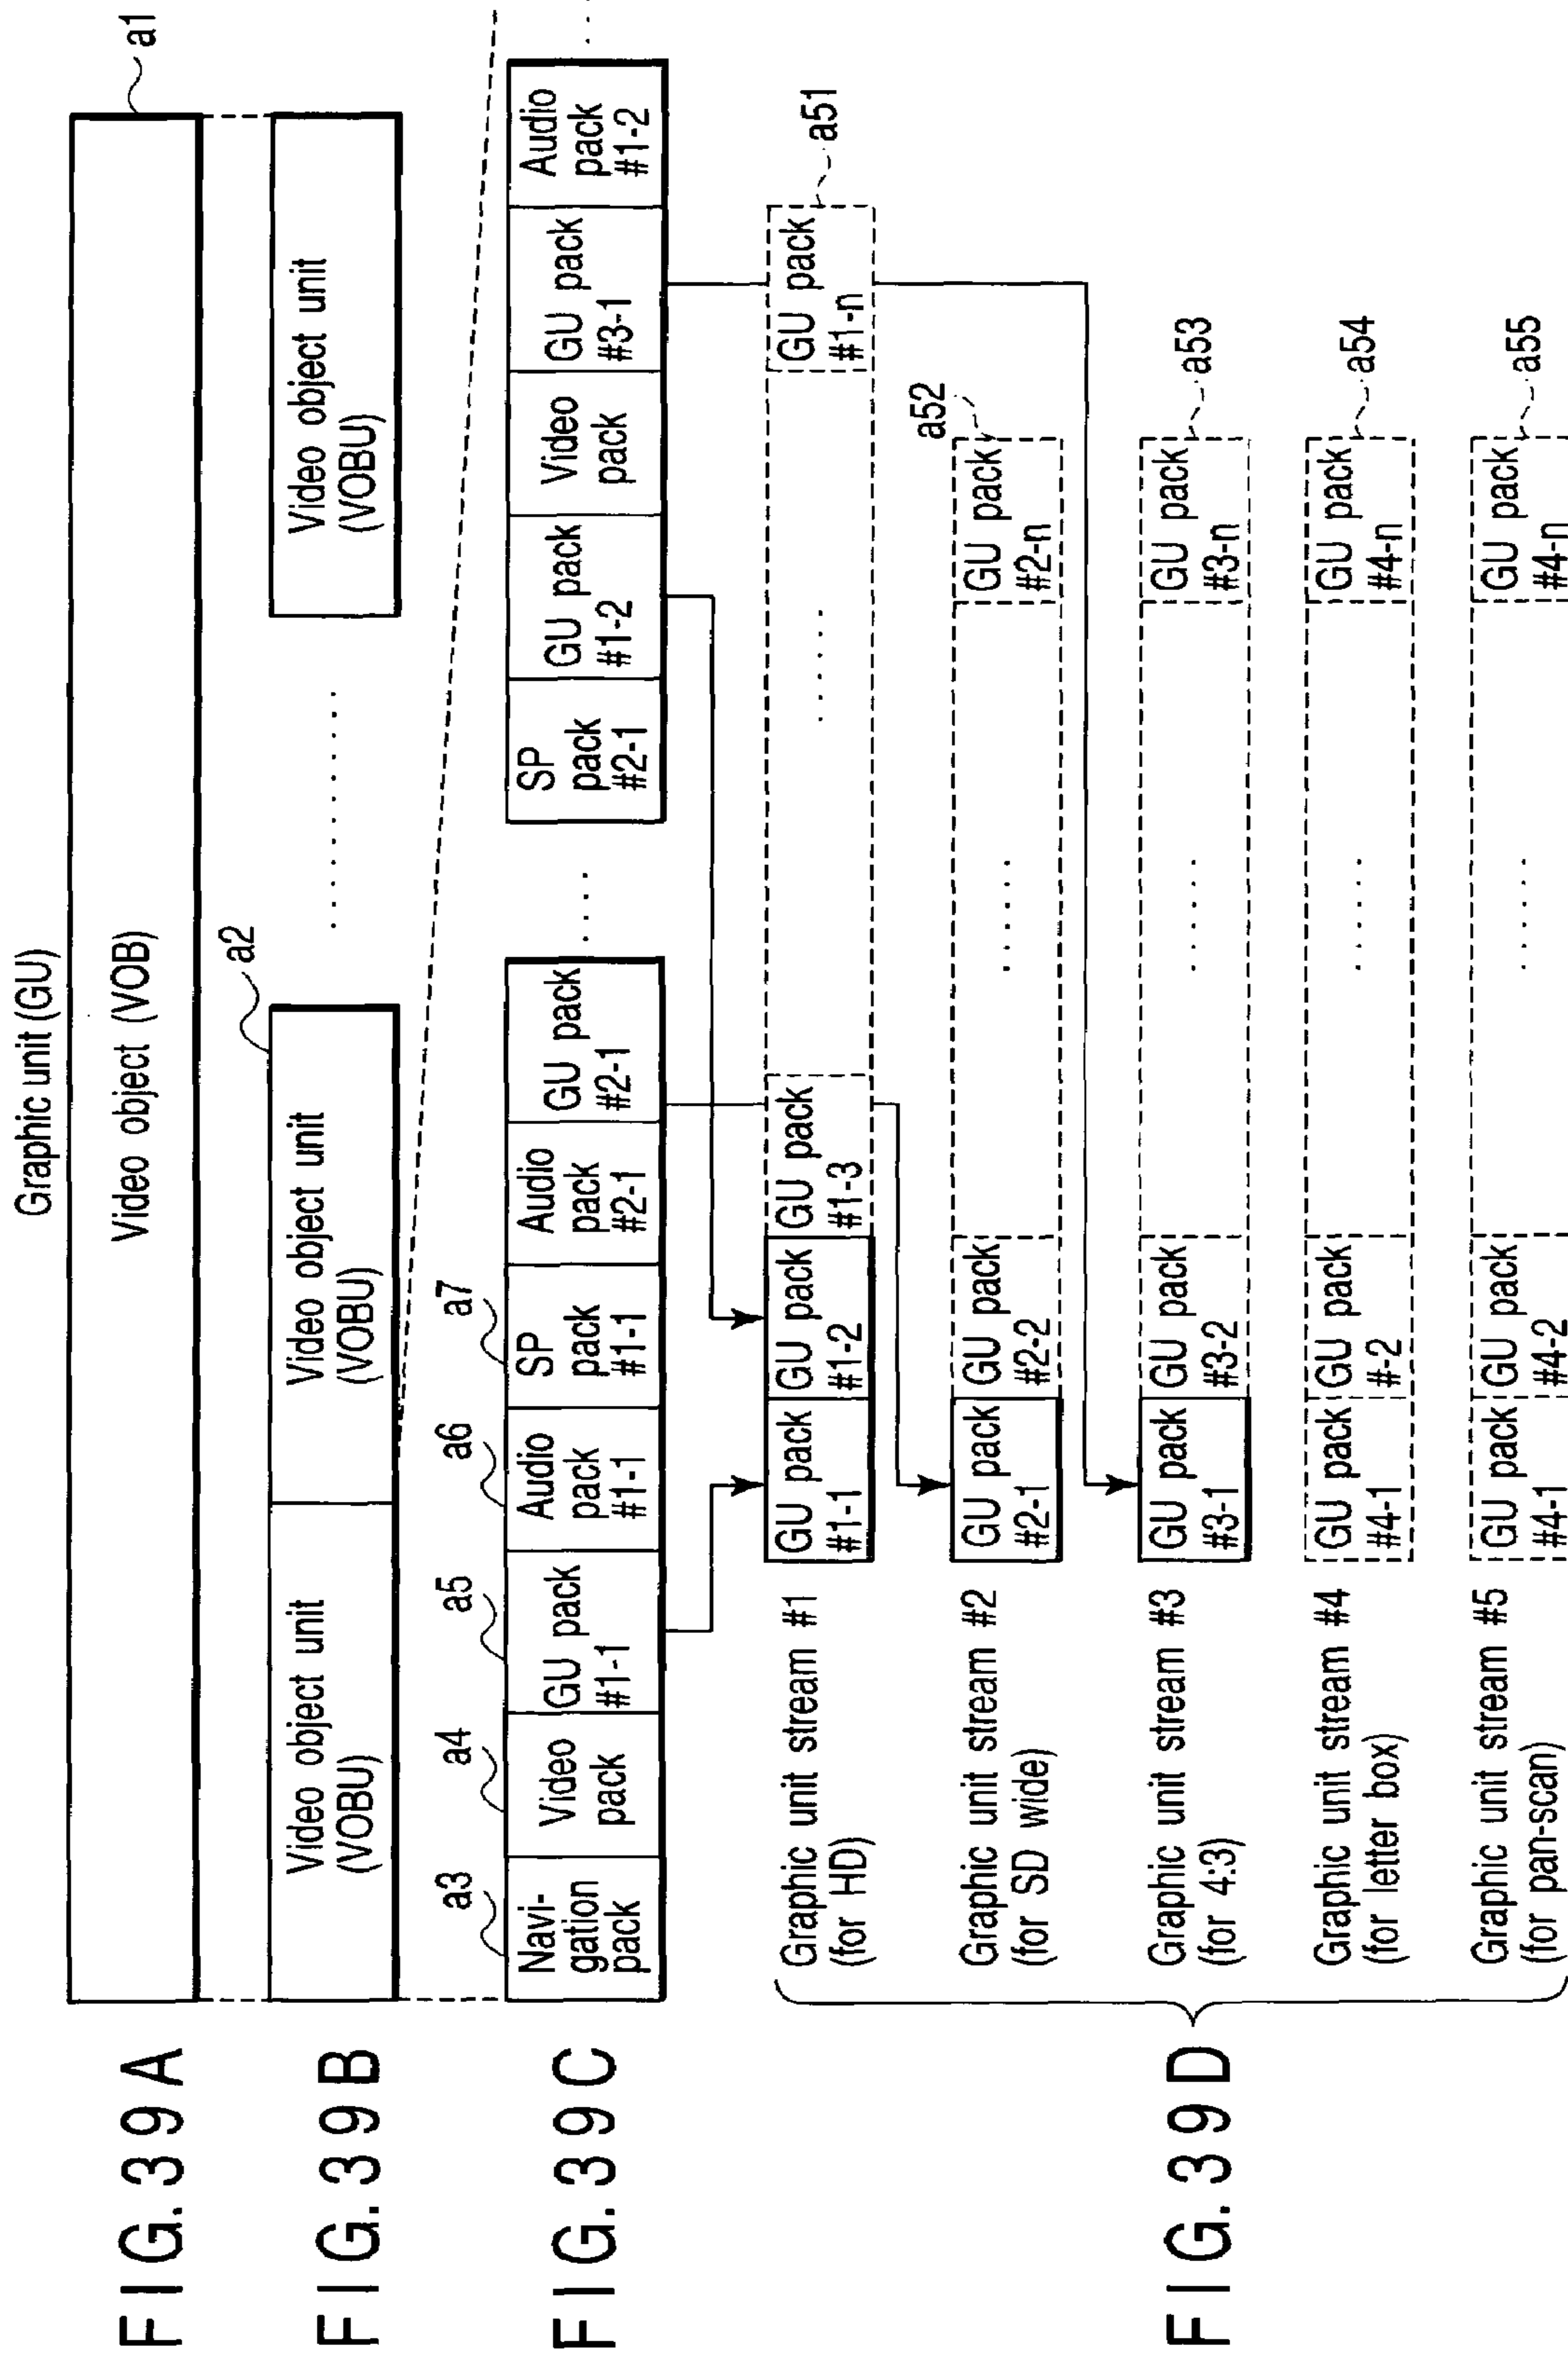 Graphic unit (GU)
FIG. 39A
Video object (VOB)
a1
FIG. 39B
Video object unit
(VOBU)
Video object unit
(VOBU)
a2
............
Video object unit
(VOBU)
FIG. 39C
a3
Navi-
gation
pack
a4
Video
pack
a5
GU pack
#1-1
a6
Audio
pack
#1-1
a7
SP
pack
#1-1
Audio
pack
#2-1
GU pack
#2-1
....
SP
pack
#2-1
GU pack
#1-2
Video
pack
GU pack
#3-1
Audio
pack
#1-2
...
FIG. 39D
Graphic unit stream #1
(for HD)
GU pack
#1-1
GU pack
#1-2
GU pack
#1-3
......
GU pack
#1-n
a51
Graphic unit stream #2
(for SD wide)
GU pack
#2-1
GU pack
#2-2
......
GU pack
#2-n
a52
Graphic unit stream #3
(for 4:3)
GU pack
#3-1
GU pack
#3-2
......
GU pack
#3-n
a53
Graphic unit stream #4
(for letter box)
GU pack
#4-1
GU pack
#-2
......
GU pack
#4-n
a54
Graphic unit stream #5
(for pan-scan)
GU pack
#4-1
GU pack
#4-2
......
GU pack
#4-n
a55